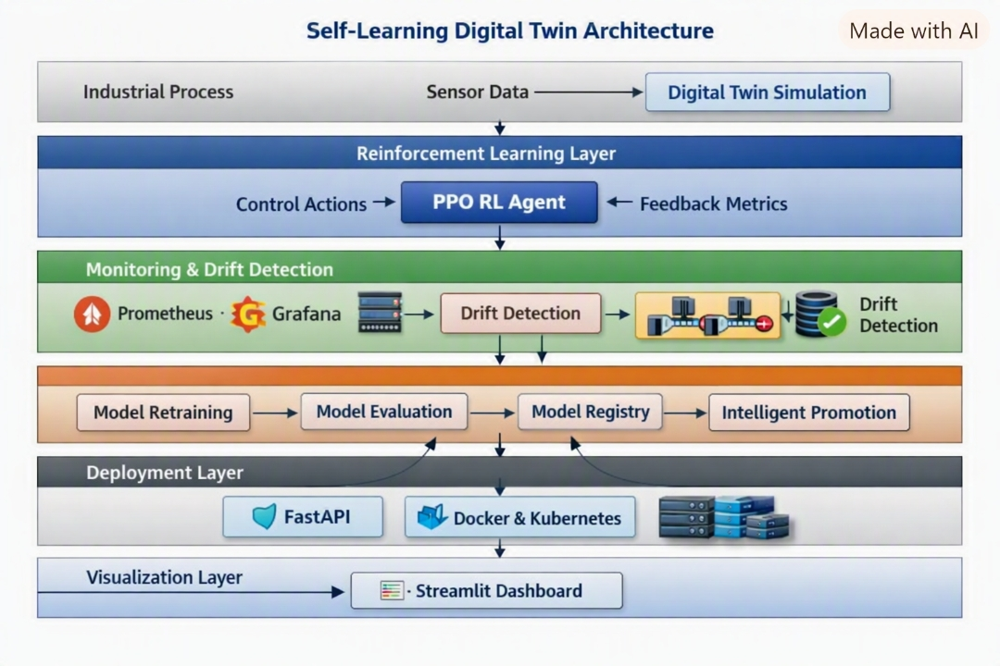 Self-Learning Digital Twin Architecture
Made with AI
Industrial Process
Sensor Data
Digital Twin Simulation
Reinforcement Learning Layer
Control Actions
PPO RL Agent
Feedback Metrics
Monitoring & Drift Detection
Prometheus ·
Grafana
Drift Detection
Drift
Detection
Model Retraining
Model Evaluation
Model Registry
Intelligent Promotion
Deployment Layer
FastAPI
Docker & Kubernetes
Visualization Layer
· Streamlit Dashboard